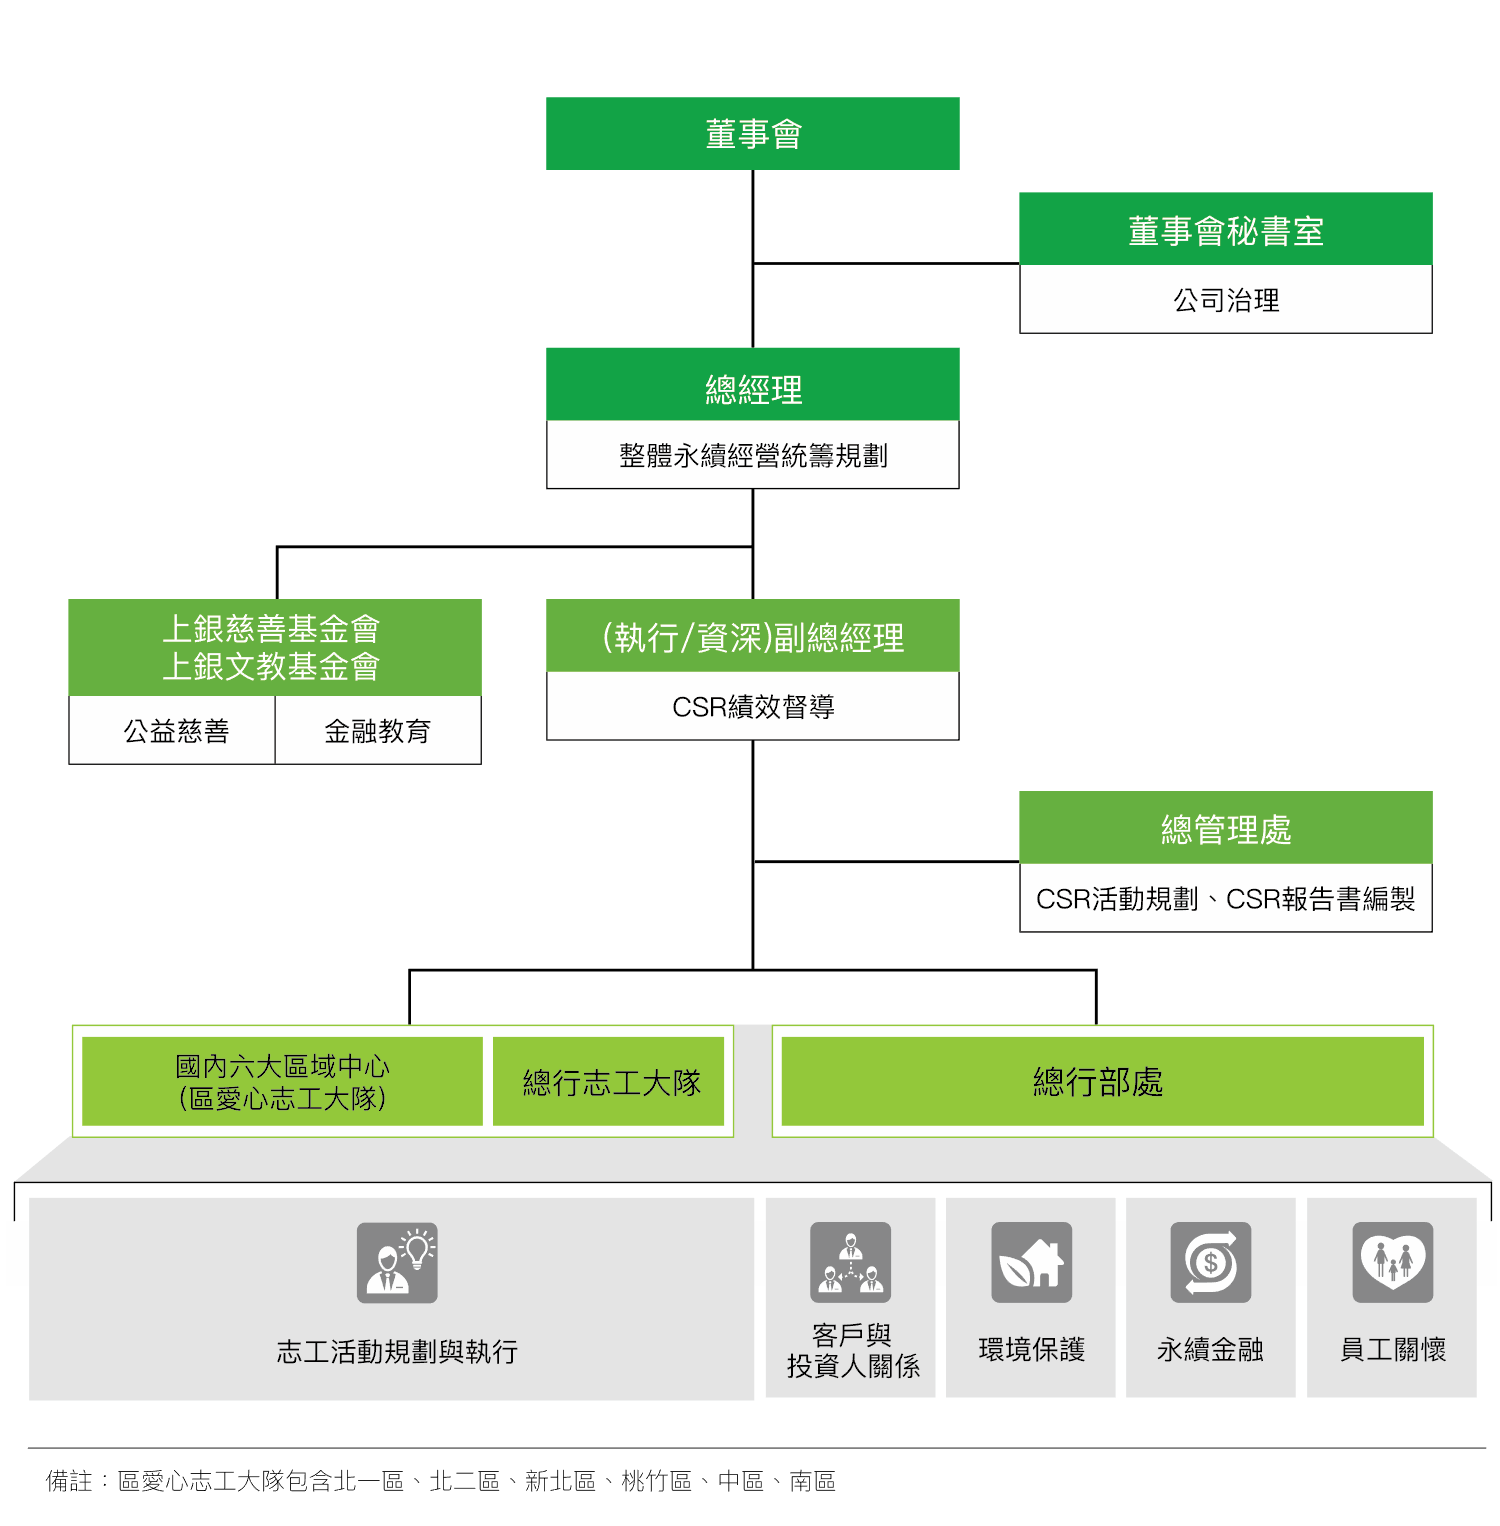 董事會
董事會秘書室
公司治理
總經理
整體永續經營統籌規劃
上銀慈善基金會
上銀文教基金會
公益慈善
金融教育
(執行/資深)副總經理
CSR績效督導
總管理處
CSR活動規劃、CSR報告書編製
國內六大區域中心
(區愛心志工大隊)
總行志工大隊
總行部處
志工活動規劃與執行
客戶與
投資人關係
環境保護
$
永續金融
員工關懷
備註：區愛心志工大隊包含北一區、北二區、新北區、桃竹區、中區、南區